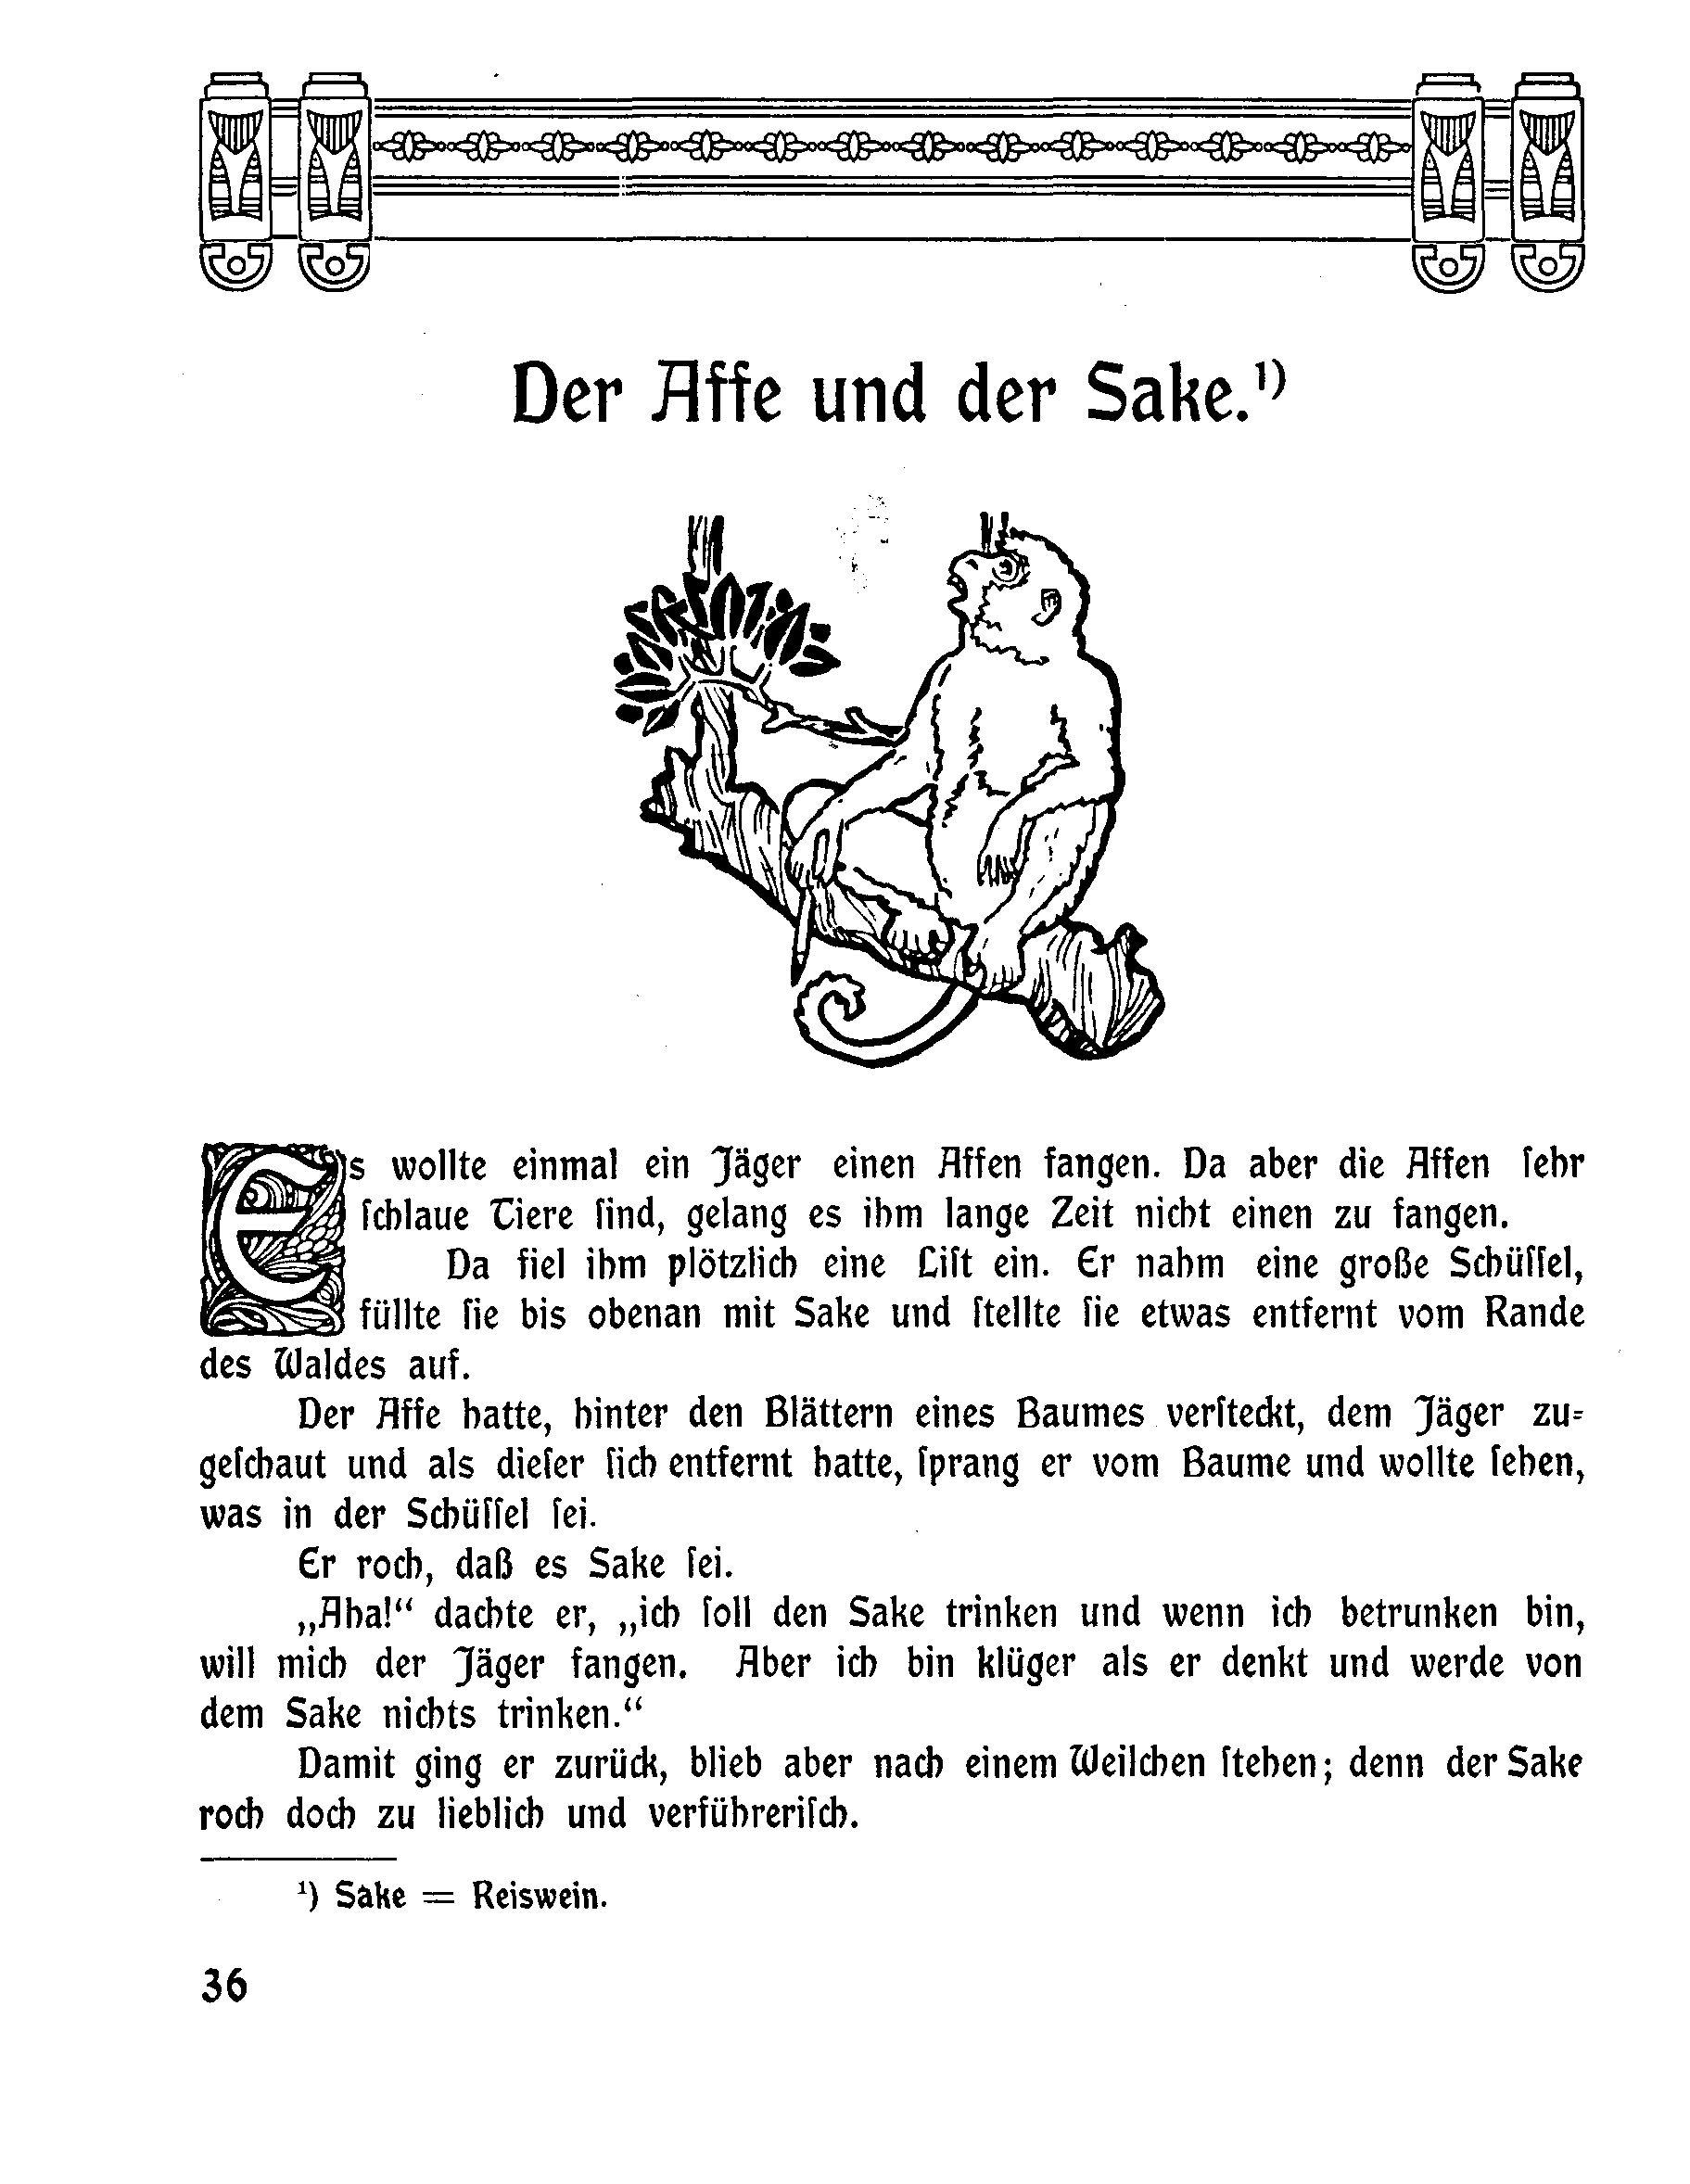 Der Affe und der Sake.¹)
Es wollte einmal ein Jäger einen Affen fangen. Da aber die Affen ſehr
ſchlaue Tiere ſind, gelang es ihm lange Zeit nicht einen zu fangen.
Da fiel ihm plötzlich eine Liſt ein. Er nahm eine große Schüſſel,
füllte ſie bis obenan mit Sake und ſtellte ſie etwas entfernt vom Rande
des Waldes auf.
Der Affe hatte, hinter den Blättern eines Baumes verſteckt, dem Jäger zu⸗
geſchaut und als dieſer ſich entfernt hatte, ſprang er vom Baume und wollte ſehen,
was in der Schüſſel ſei.
Er roch, daß es Sake ſei.
„Aha!“ dachte er, „ich ſoll den Sake trinken und wenn ich betrunken bin,
will mich der Jäger fangen. Aber ich bin klüger als er denkt und werde von
dem Sake nichts trinken.“
Damit ging er zurück, blieb aber nach einem Weilchen ſtehen; denn der Sake
roch doch zu lieblich und verführeriſch.
¹) Sake = Reiswein.
36